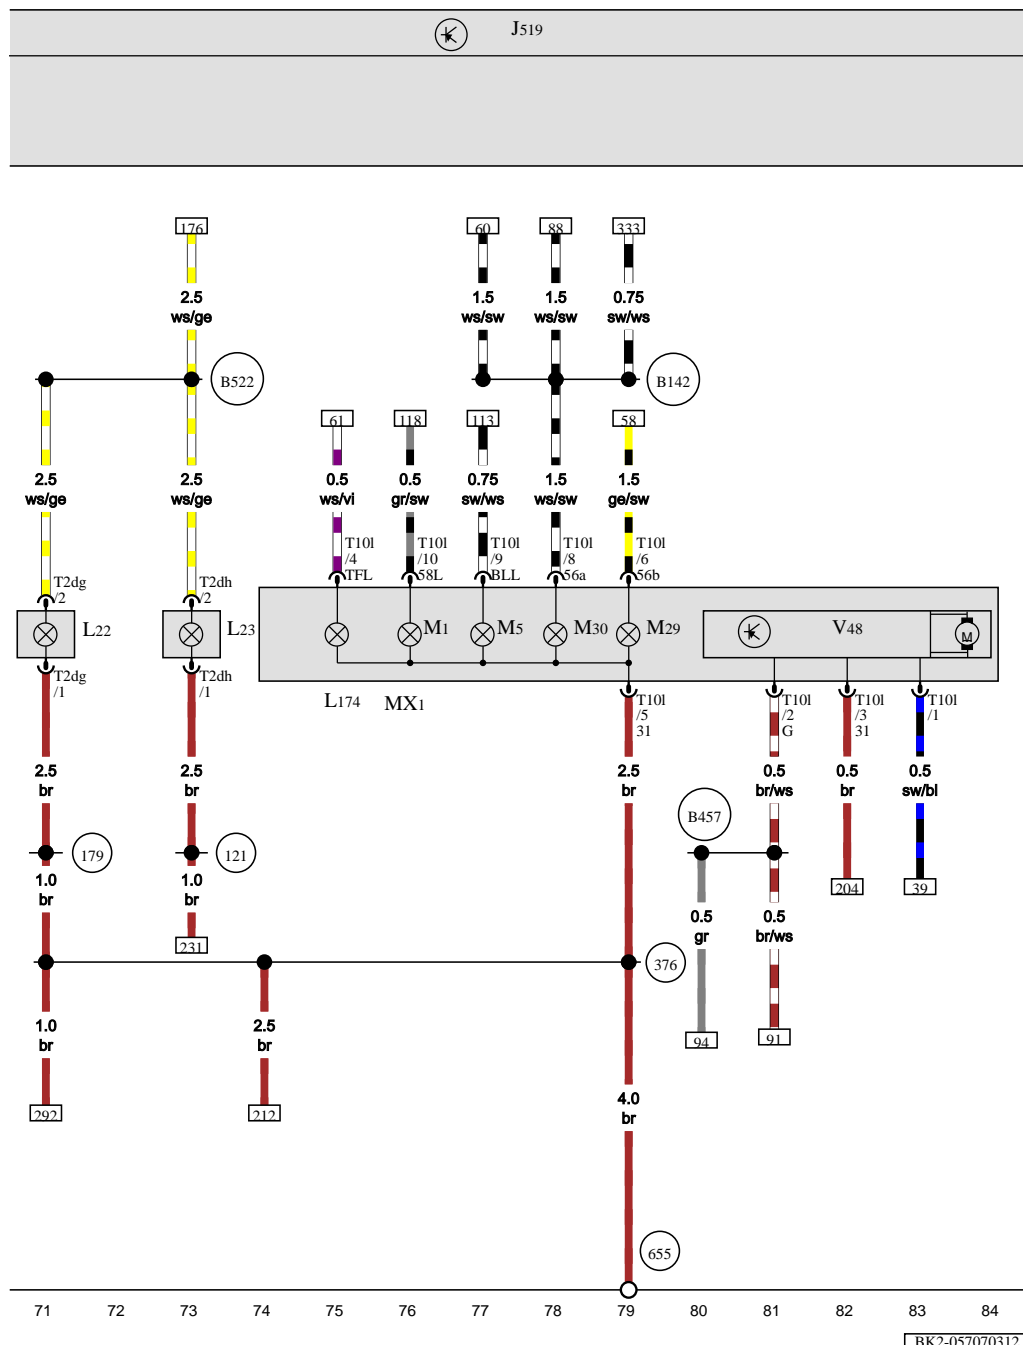 J519
176
60
88
333
2.5
ws/ge
1.5
ws/sw
1.5
ws/sw
0.75
sw/ws
B522
B142
61
118
113
58
2.5
ws/ge
2.5
ws/ge
0.5
ws/vi
0.5
gr/sw
0.75
sw/ws
1.5
ws/sw
1.5
ge/sw
T10l
/4
TFL
T10l
/10
58L
T10l
/9
BLL
T10l
/8
56a
T10l
/6
56b
T2dg
/2
T2dh
/2
L22
L23
M1
M5
M30
M29
V48
M
T2dg
/1
T2dh
/1
L174
MX1
T10l
/5
31
T10l
/2
G
T10l
/3
31
T10l
/1
2.5
br
2.5
br
2.5
br
0.5
br/ws
0.5
br
0.5
sw/bl
B457
179
121
1.0
br
1.0
br
204
39
0.5
gr
0.5
br/ws
231
376
1.0
br
2.5
br
94
91
292
212
4.0
br
655
71 72 73 74 75 76 77 78 79 80 81 82 83 84
BK2-057070312